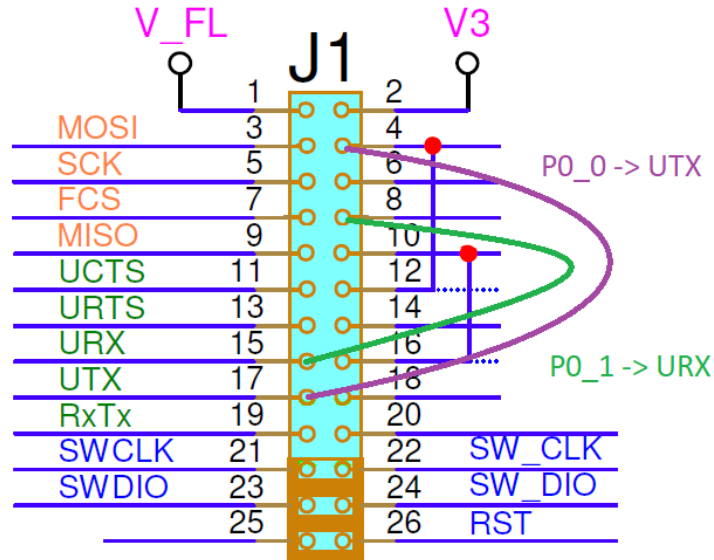 V_FL J1 V3
1 2
MOSI 3 4
SCK 5 6 P0_0 -> UTX
FCS 7 8
MISO 9 10
UCTS 11 12
URTS 13 14
URX 15 16 P0_1 -> URX
UTX 17 18
RxTx 19 20
SWCLK 21 22 SW_CLK
SWDIO 23 24 SW_DIO
25 26 RST